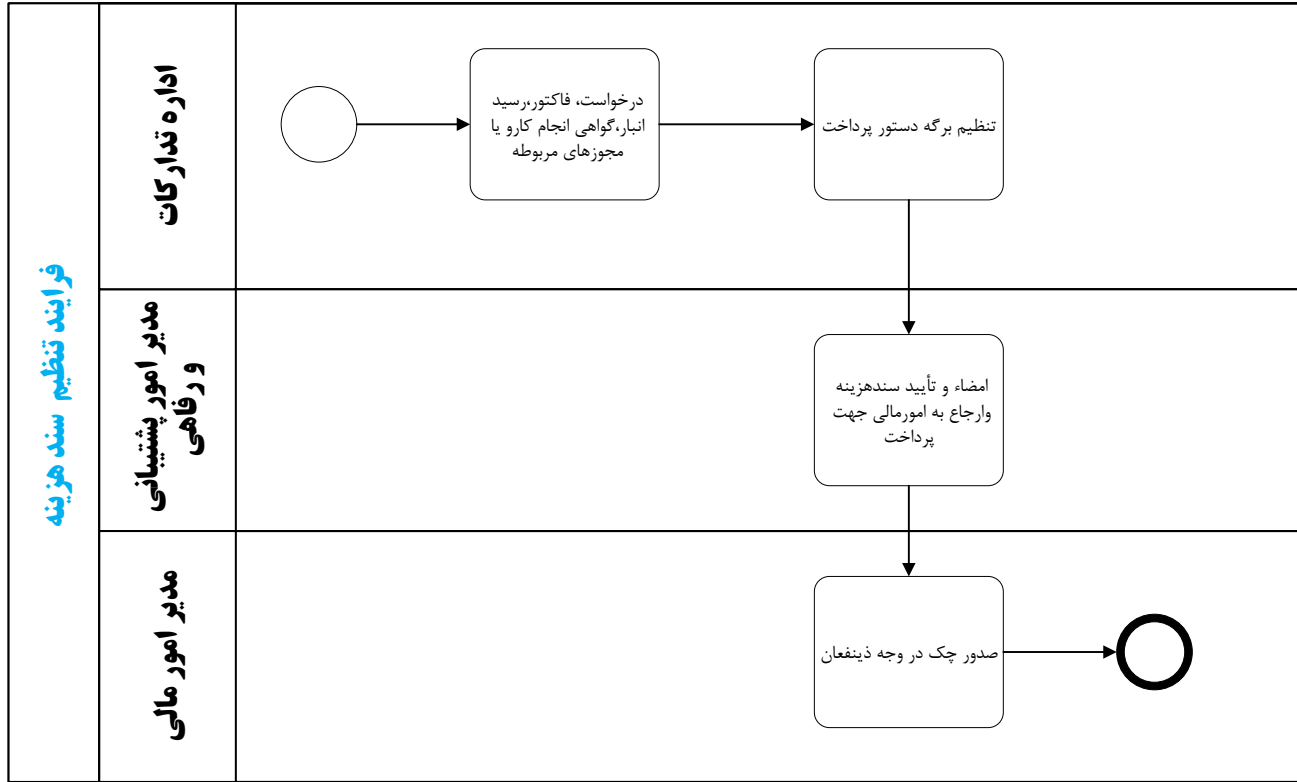 فرایند تنظیم سند هزینه
اداره تدارکات
درخواست، فاکتور،رسید
انبار،گواهی انجام کارو یا
مجوزهای مربوطه
تنظیم برگه دستور پرداخت
مدیر امور پشتیبانی
و رفاهی
امضاء و تأیید سندهزینه
وارجاع به امورمالی جهت
پرداخت
مدیر امور مالی
صدور چک در وجه ذینفعان